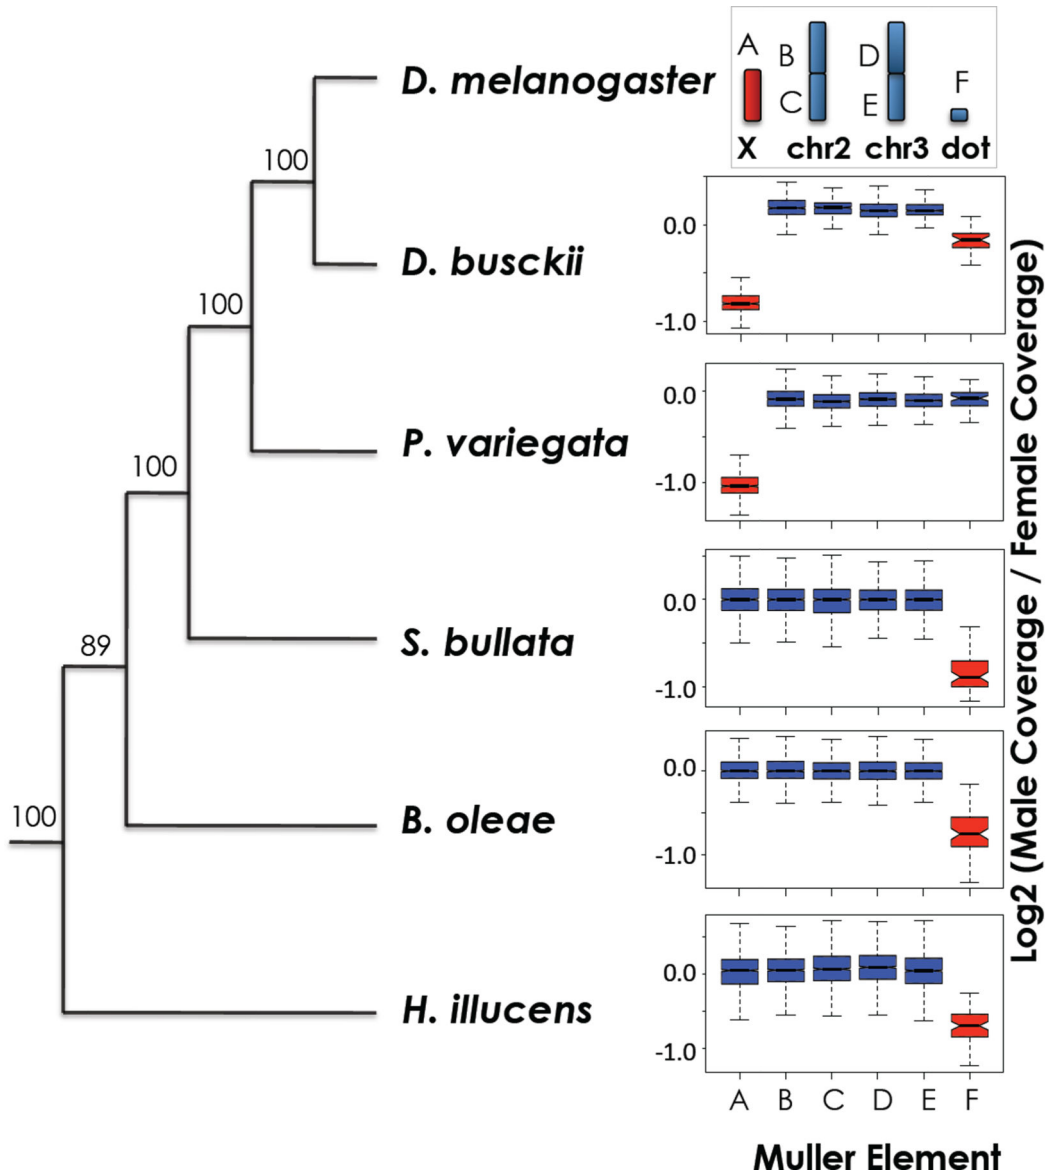 A
B
D
F
C
E
X
chr2
chr3
dot
D. melanogaster
100
D. busckii
0.0
-1.0
100
P. variegata
0.0
-1.0
100
S. bullata
0.0
-1.0
89
B. oleae
0.0
-1.0
100
H. illucens
0.0
-1.0
A B C D E F
Muller Element
Log2 (Male Coverage / Female Coverage)